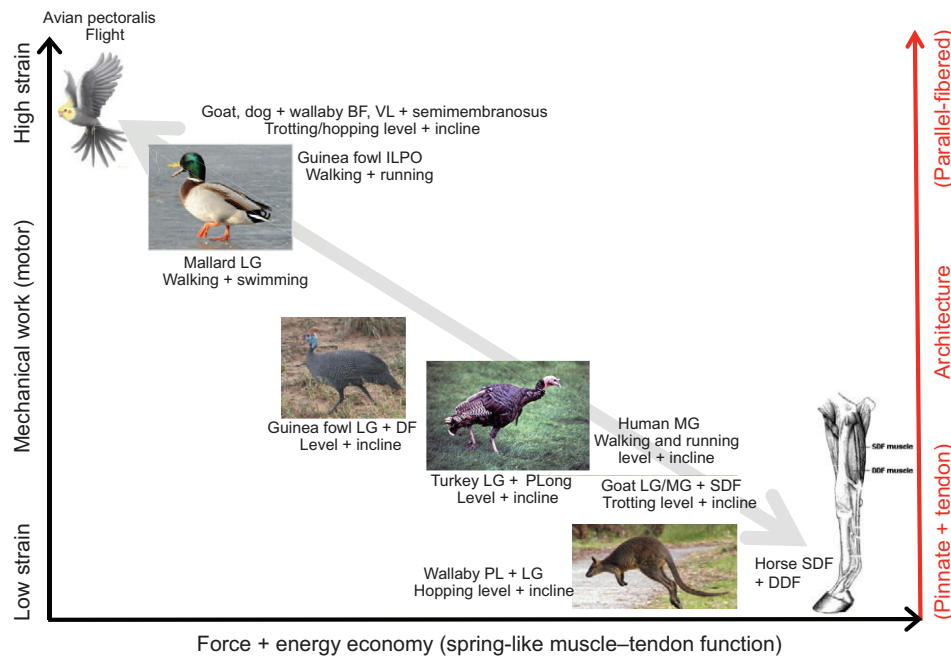 Avian pectoralis
Flight
Goat, dog + wallaby BF, VL + semimembranosus
Trotting/hopping level + incline
Guinea fowl ILPO
Walking + running
Mallard LG
Walking + swimming
Guinea fowl LG + DF
Level + incline
Turkey LG + PLong
Level + incline
Human MG
Walking and running
level + incline
Goat LG/MG + SDF
Trotting level + incline
SDF muscle
DDF muscle
Wallaby PL + LG
Hopping level + incline
Horse SDF
+ DDF
High strain
Mechanical work (motor)
Low strain
(Parallel-fibered)
Architecture
(Pinnate + tendon)
Force + energy economy (spring-like muscle–tendon function)